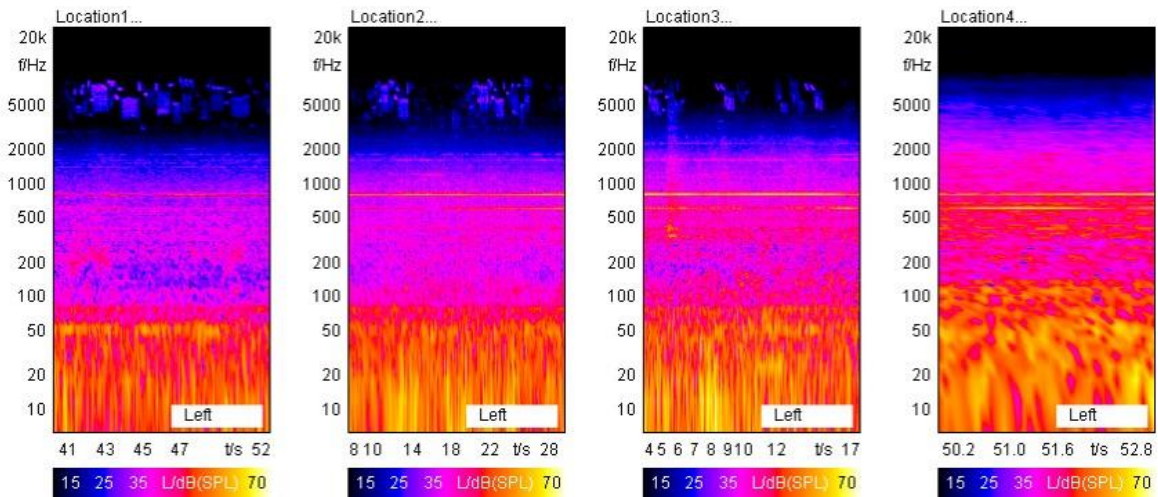 Location1... Location2... Location3... Location4...
20k 20k 20k 20k
f/Hz f/Hz f/Hz f/Hz
5000 5000 5000 5000
2000 2000 2000 2000
1000 1000 1000 1000
500 500 500 500
200 200 200 200
100 100 100 100
50 50 50 50
20 20 20 20
10 10 10 10
Left Left Left Left
41 43 45 47 t/s 52 8 10 14 18 22 t/s 28 4 5 6 7 8 9 10 12 t/s 17 50.2 51.0 51.6 t/s 52.8
15 25 35 L/dB(SPL) 70 15 25 35 L/dB(SPL) 70 15 25 35 L/dB(SPL) 70 15 25 35 L/dB(SPL) 70